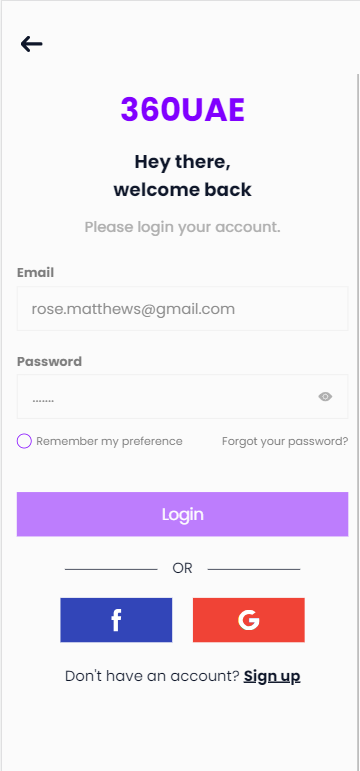 360UAE
Hey there,
welcome back
Please login your account.
Email
rose.matthews@gmail.com
Password
.......
Remember my preference Forgot your password?
Login
OR
f G
Don't have an account? Sign up